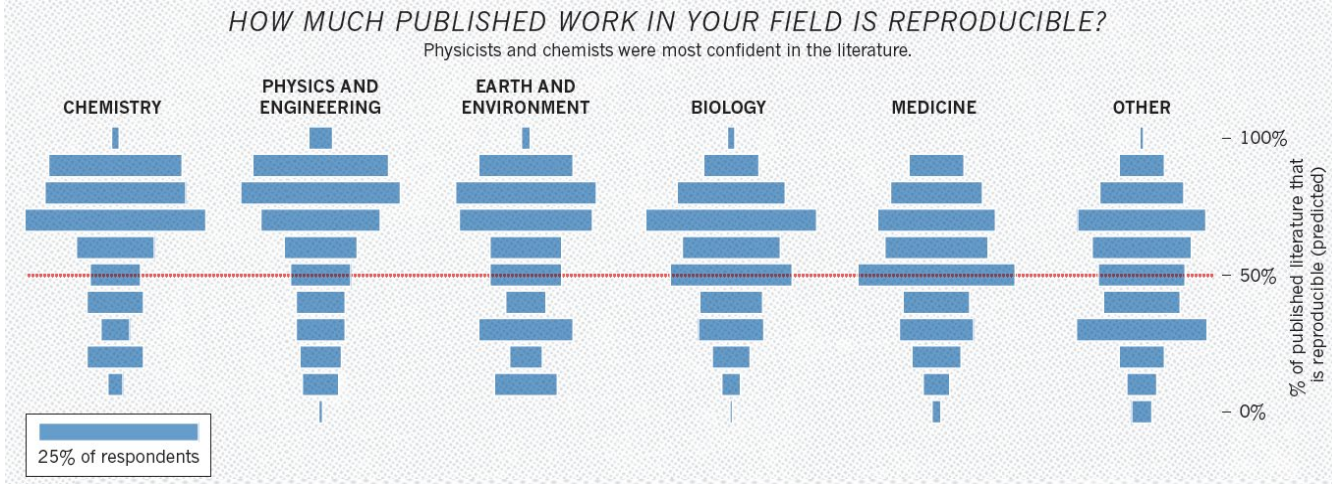 HOW MUCH PUBLISHED WORK IN YOUR FIELD IS REPRODUCIBLE?
Physicists and chemists were most confident in the literature.
CHEMISTRY
PHYSICS AND
ENGINEERING
EARTH AND
ENVIRONMENT
BIOLOGY
MEDICINE
OTHER
100%
50%
0%
% of published literature that
is reproducible (predicted)
25% of respondents